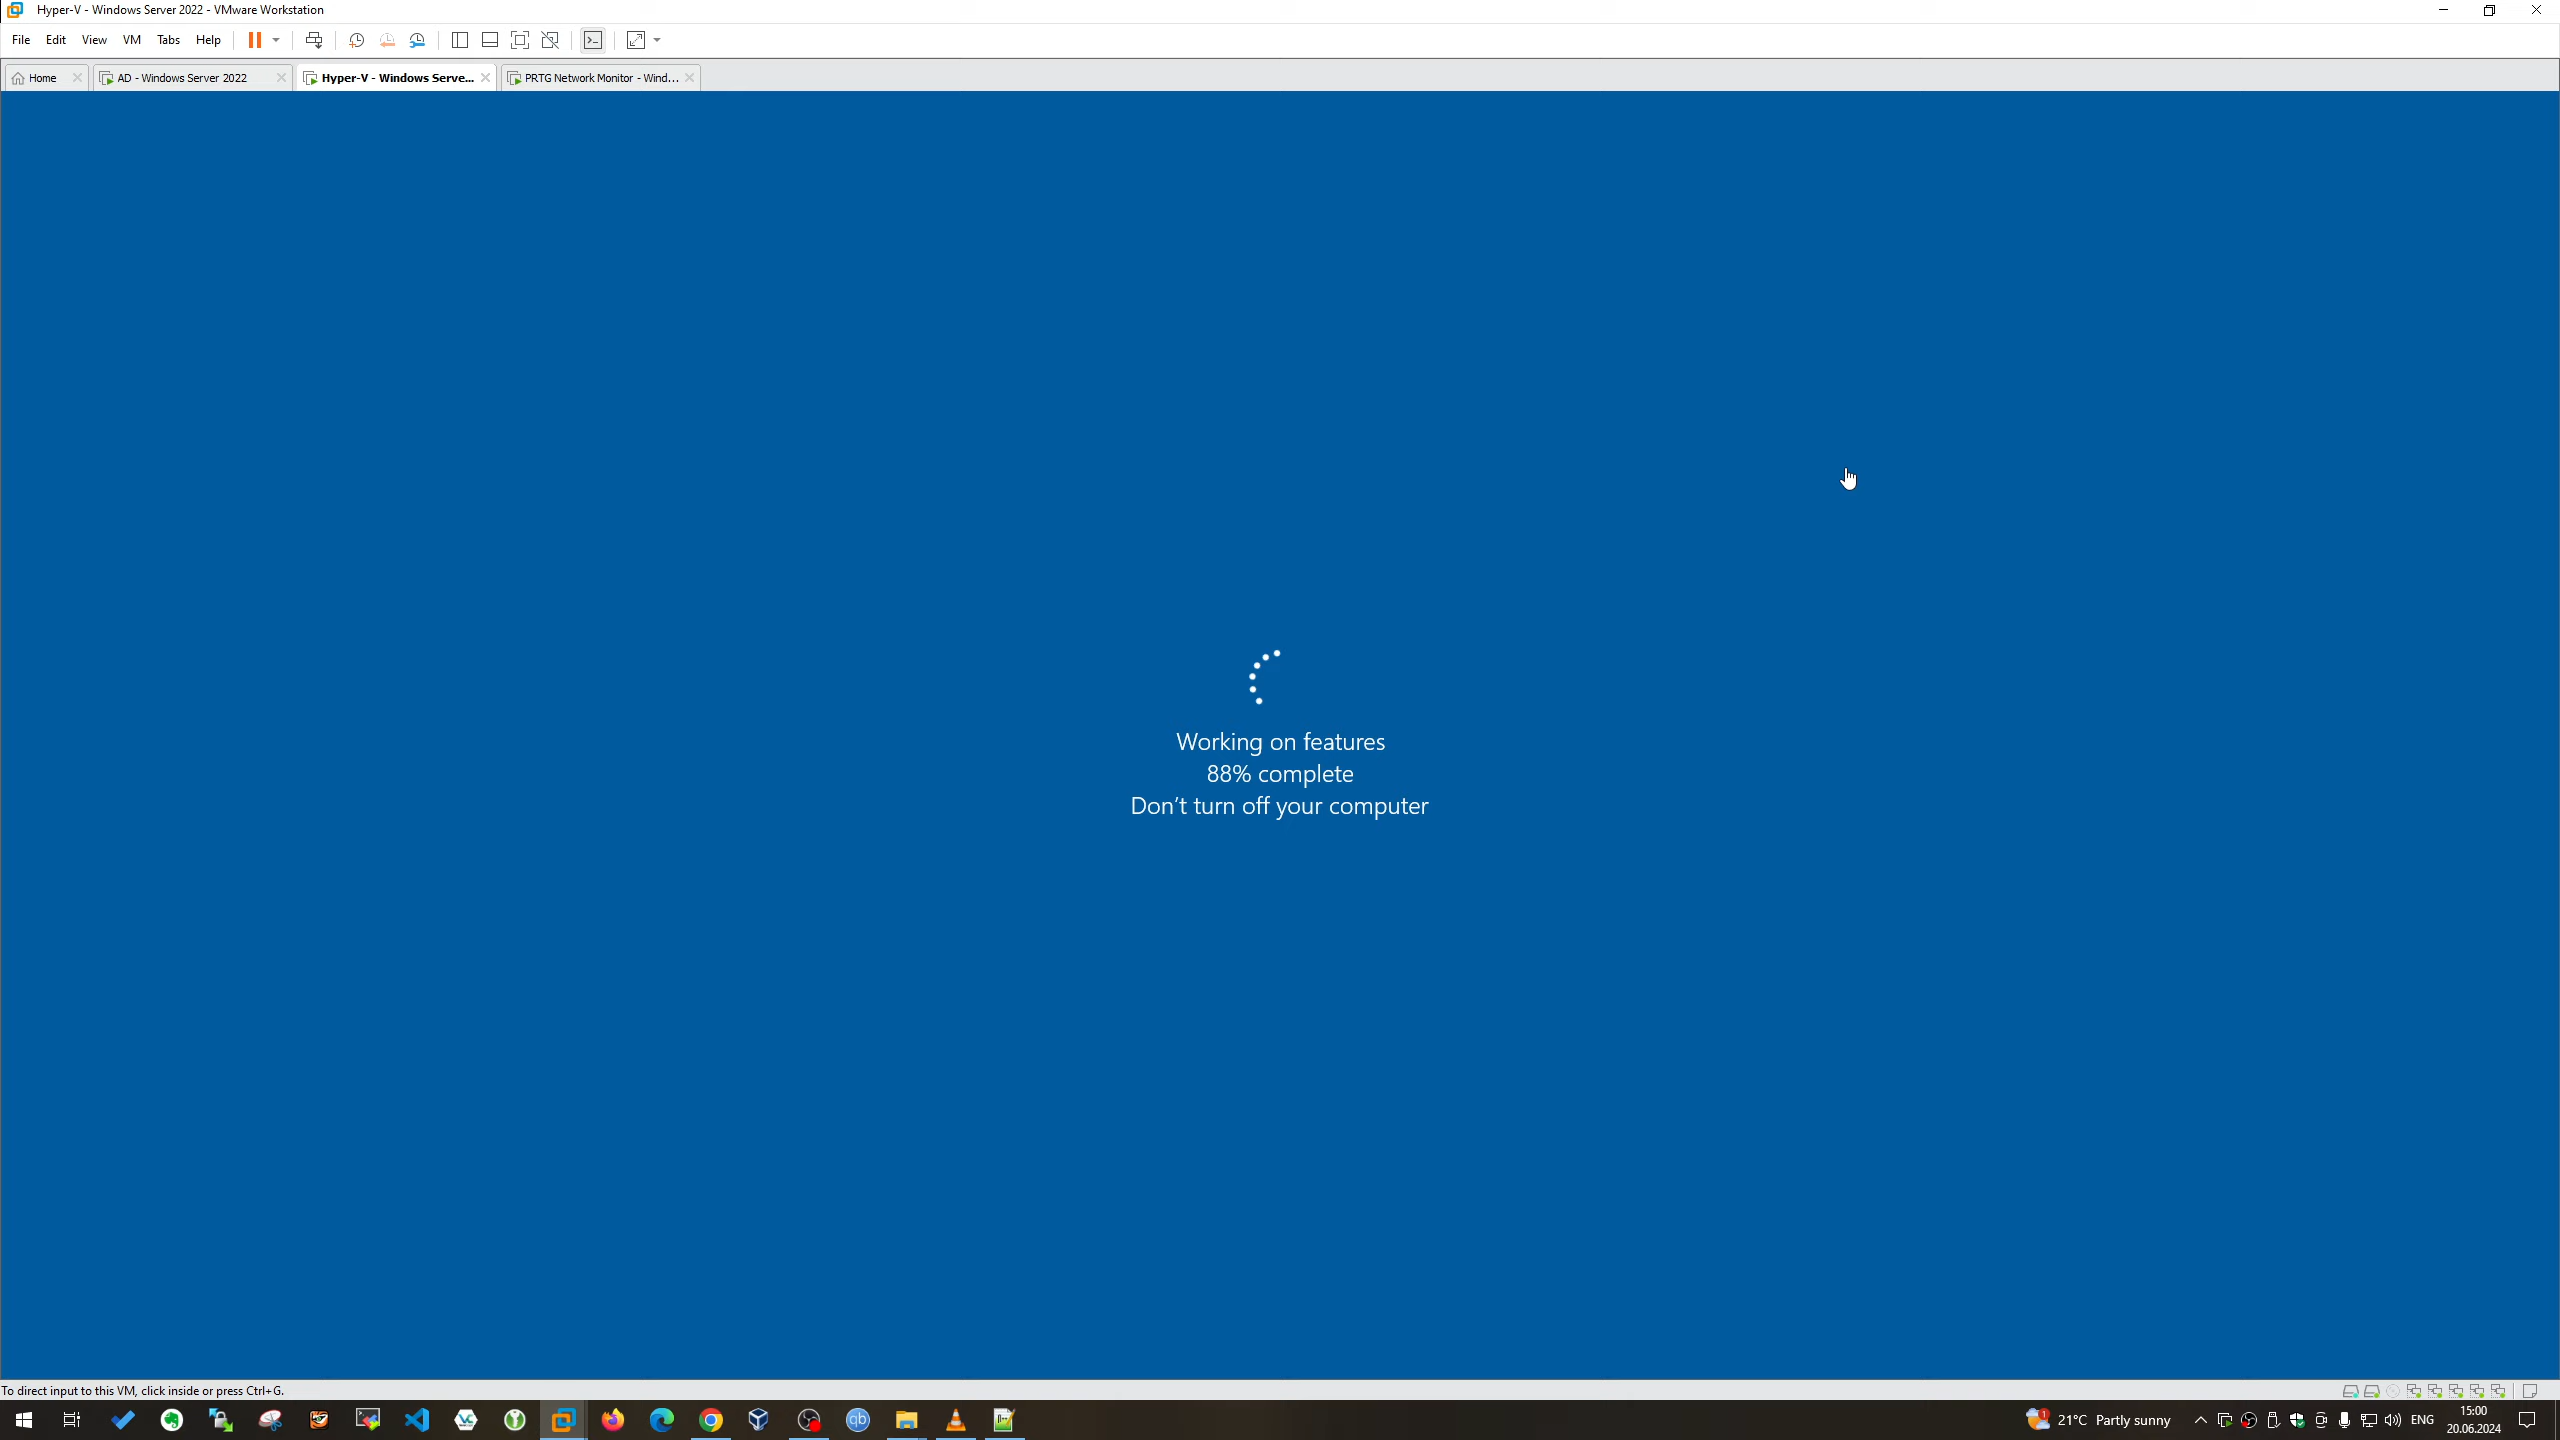 Hyper-V - Windows Server 2022 - VMware Workstation
File Edit View VM Tabs Help
Home AD - Windows Server 2022 Hyper-V - Windows Serve... PRTG Network Monitor - Wind...
Working on features
88% complete
Don't turn off your computer
To direct input to this VM, click inside or press Ctrl+G.
21°C Partly sunny ENG 15:00
20.06.2024